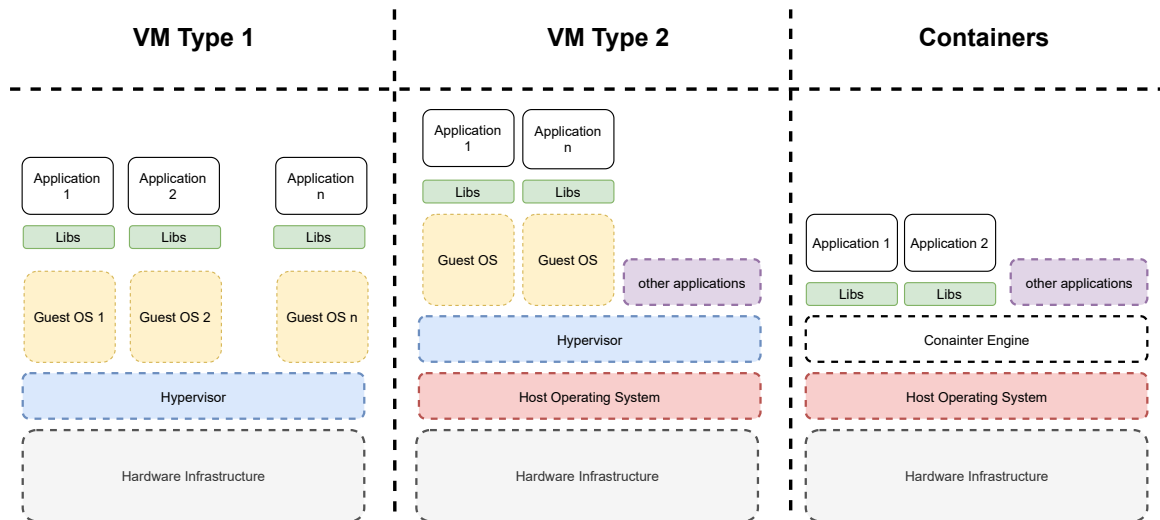 VM Type 1
VM Type 2
Containers
Application
1
Application
2
Application
n
Libs
Libs
Libs
Guest OS 1
Guest OS 2
Guest OS n
Hypervisor
Hardware Infrastructure
Application
1
Application
n
Libs
Libs
Guest OS
Guest OS
other applications
Hypervisor
Host Operating System
Hardware Infrastructure
Application 1
Application 2
Libs
Libs
other applications
Conainter Engine
Host Operating System
Hardware Infrastructure